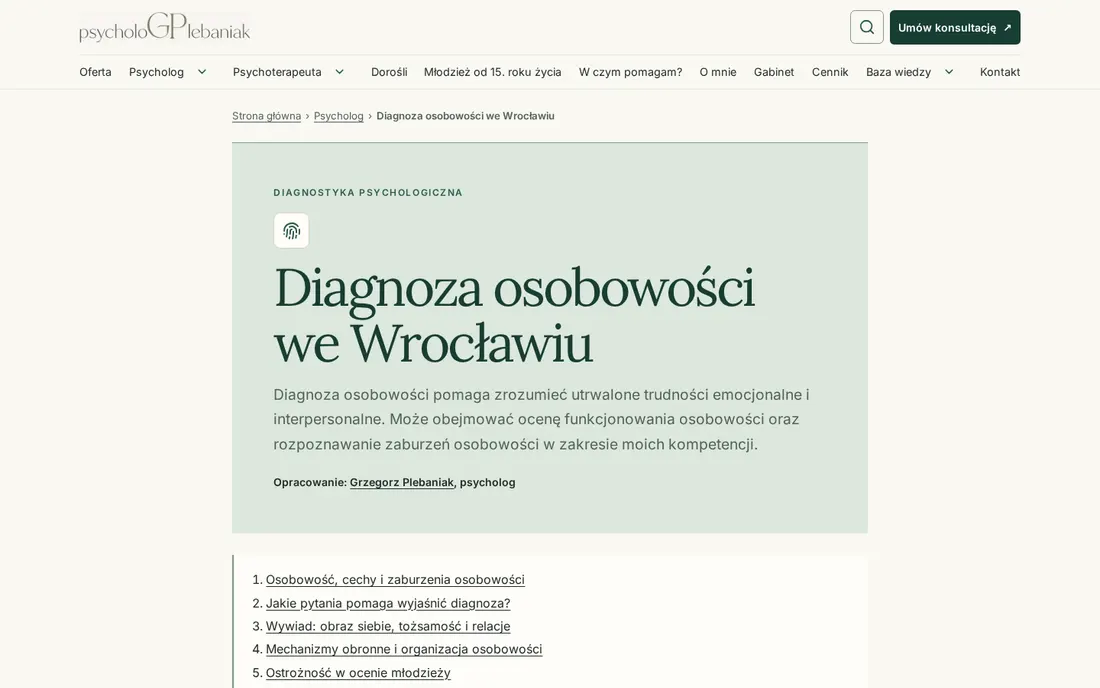 psycholoGPlebaniak
Umów konsultację ↗
Oferta Psycholog Psychoterapeuta Dorośli Młodzież od 15. roku życia W czym pomagam? O mnie Gabinet Cennik Baza wiedzy Kontakt
Strona główna › Psycholog › Diagnoza osobowości we Wrocławiu
DIAGNOSTYKA PSYCHOLOGICZNA
Diagnoza osobowości
we Wrocławiu
Diagnoza osobowości pomaga zrozumieć utrwalone trudności emocjonalne i
interpersonalne. Może obejmować ocenę funkcjonowania osobowości oraz
rozpoznawanie zaburzeń osobowości w zakresie moich kompetencji.
Opracowanie: Grzegorz Plebaniak, psycholog
1. Osobowość, cechy i zaburzenia osobowości
2. Jakie pytania pomaga wyjaśnić diagnoza?
3. Wywiad: obraz siebie, tożsamość i relacje
4. Mechanizmy obronne i organizacja osobowości
5. Ostrożność w ocenie młodzieży